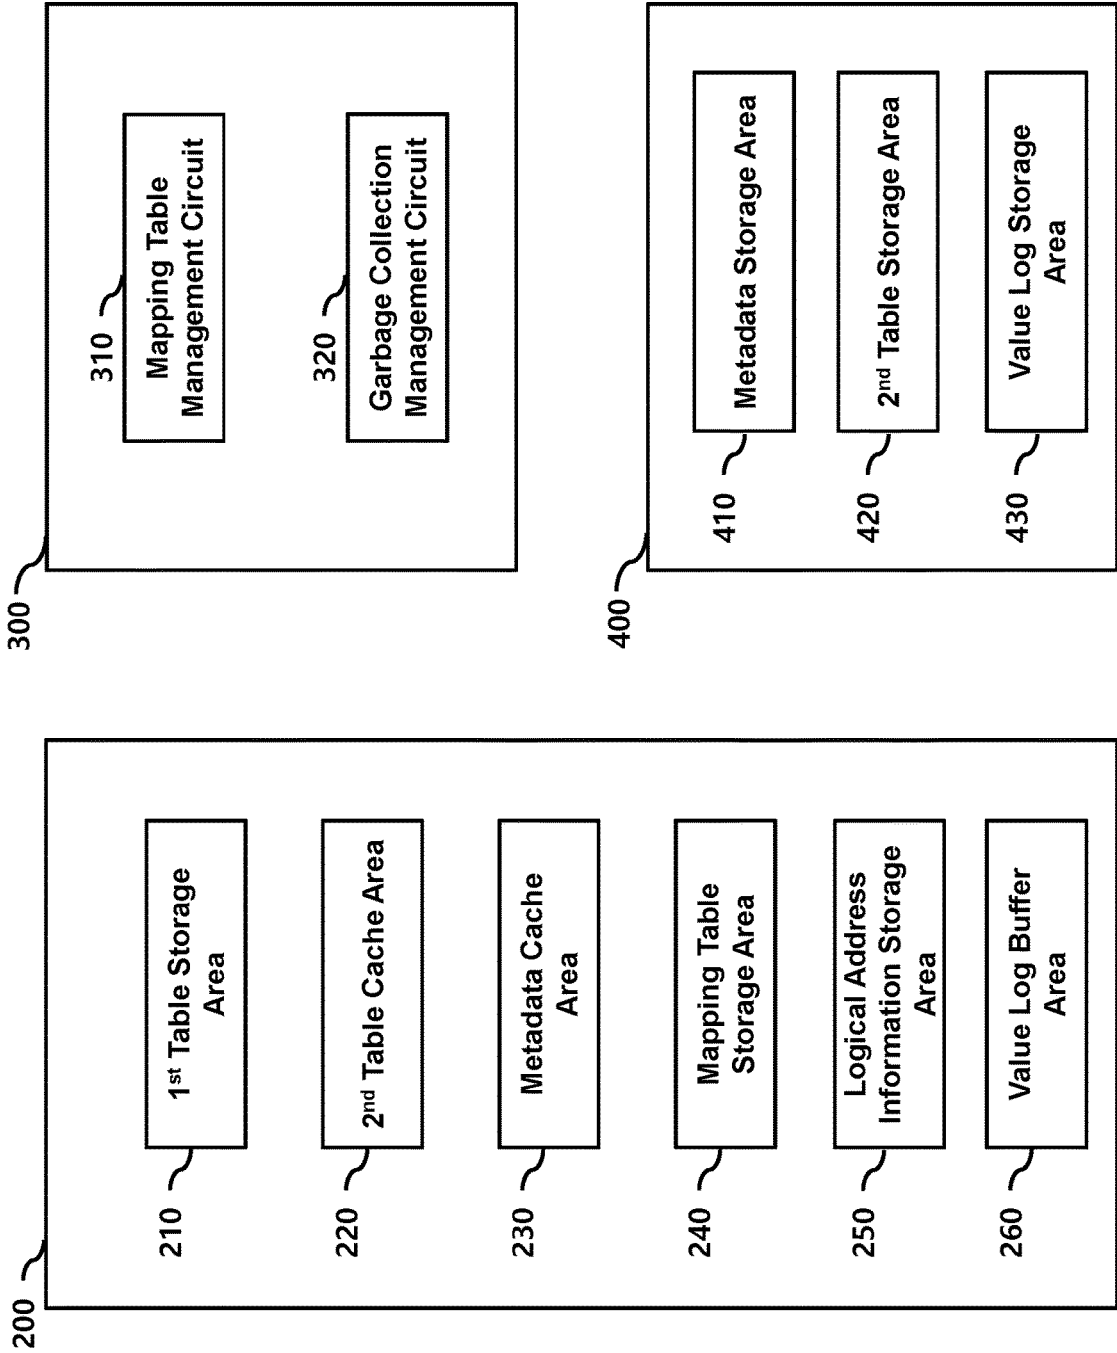 200
210
1st Table Storage
Area
220
2nd Table Cache Area
230
Metadata Cache
Area
240
Mapping Table
Storage Area
250
Logical Address
Information Storage
Area
260
Value Log Buffer
Area
300
310
Mapping Table
Management Circuit
320
Garbage Collection
Management Circuit
400
410
Metadata Storage Area
420
2nd Table Storage Area
430
Value Log Storage
Area